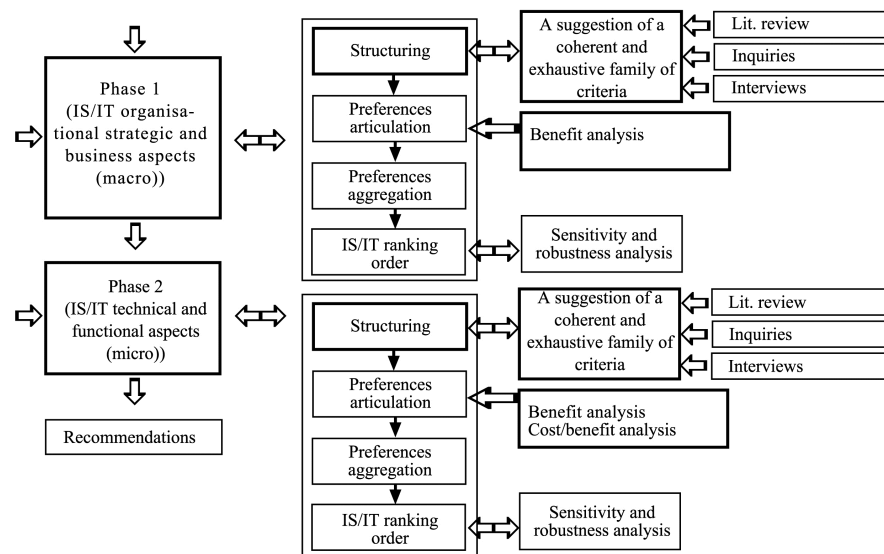 Phase 1
(IS/IT organisa-
tional strategic and
business aspects
(macro))
Structuring
Preferences
articulation
Preferences
aggregation
IS/IT ranking
order
A suggestion of a
coherent and
exhaustive family of
criteria
Lit. review
Inquiries
Interviews
Benefit analysis
Sensitivity and
robustness analysis
Phase 2
(IS/IT technical and
functional aspects
(micro))
Recommendations
Structuring
Preferences
articulation
Preferences
aggregation
IS/IT ranking
order
A suggestion of a
coherent and
exhaustive family of
criteria
Lit. review
Inquiries
Interviews
Benefit analysis
Cost/benefit analysis
Sensitivity and
robustness analysis